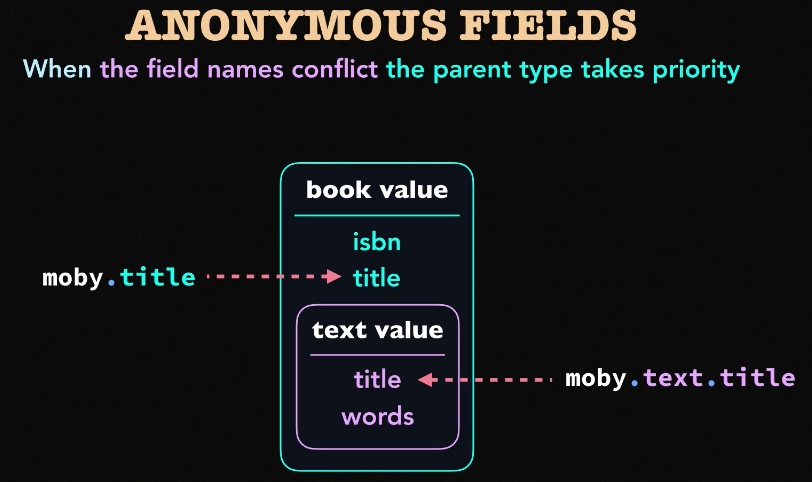 ANONYMOUS FIELDS
When the field names conflict the parent type takes priority
book value
isbn
moby.title
title
text value
title
moby.text.title
words